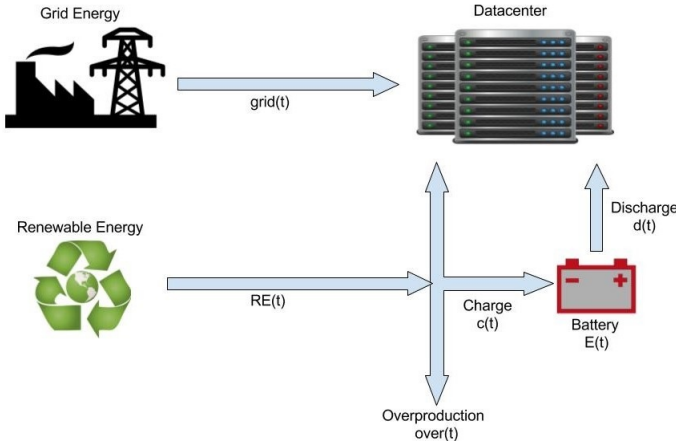 Grid Energy
Datacenter
grid(t)
Renewable Energy
Discharge
d(t)
RE(t)
Charge
c(t)
Battery
E(t)
Overproduction
over(t)